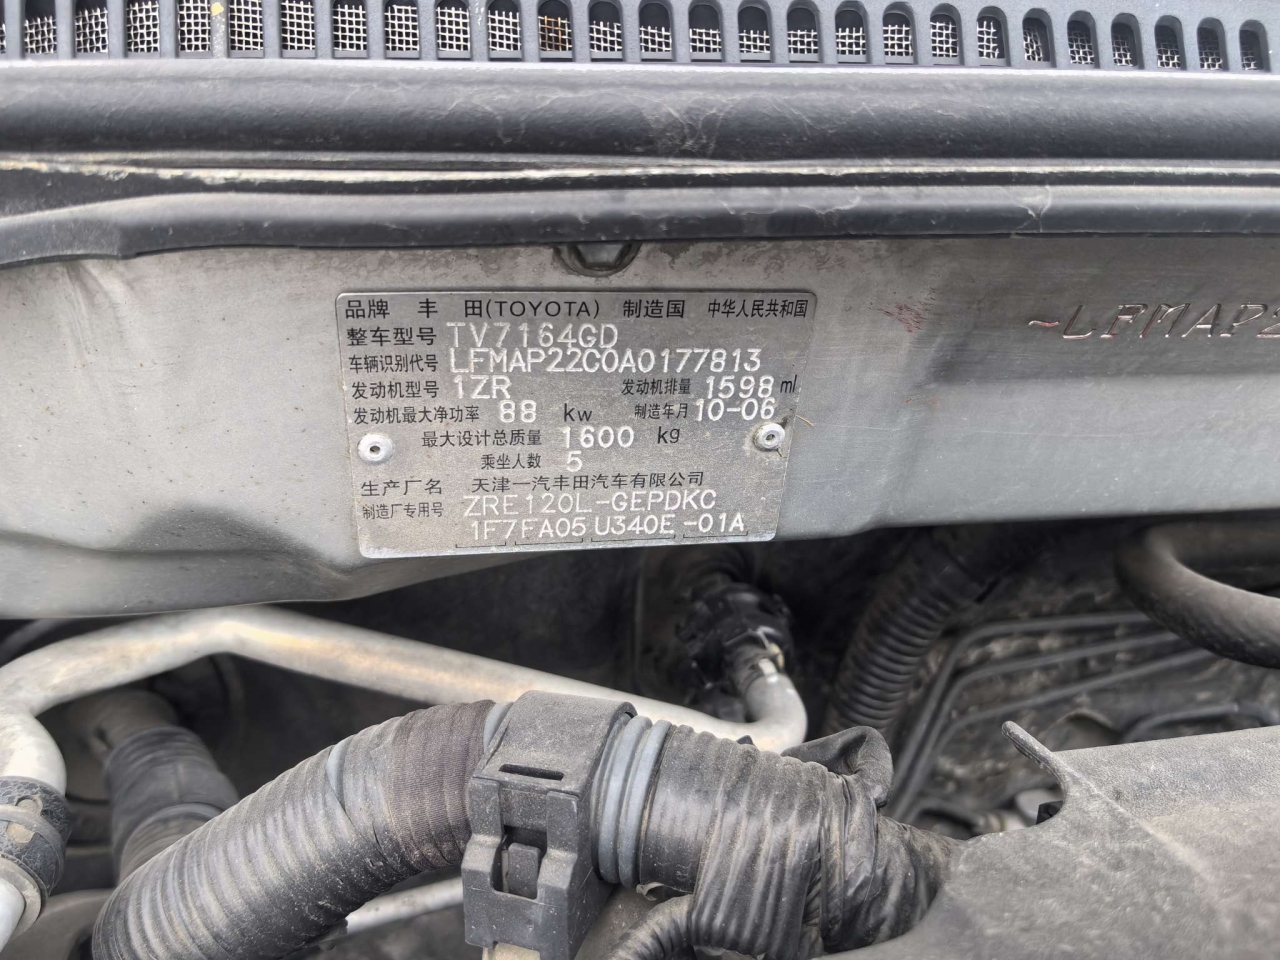 品牌 丰 田(TOYOTA) 制造国 中华人民共和国
整车型号 TV7164GD
车辆识别代号 LFMAP22C0A0177813
发动机型号 1ZR 发动机排量 1598 ml
发动机最大净功率 88 kw 制造年月 10-06
最大设计总质量 1600 kg
乘坐人数 5
生产厂名 天津一汽丰田汽车有限公司
制造厂专用号 ZRE120L-GEPDKC
1F7FA05 U340E -01A
~LFMAP2